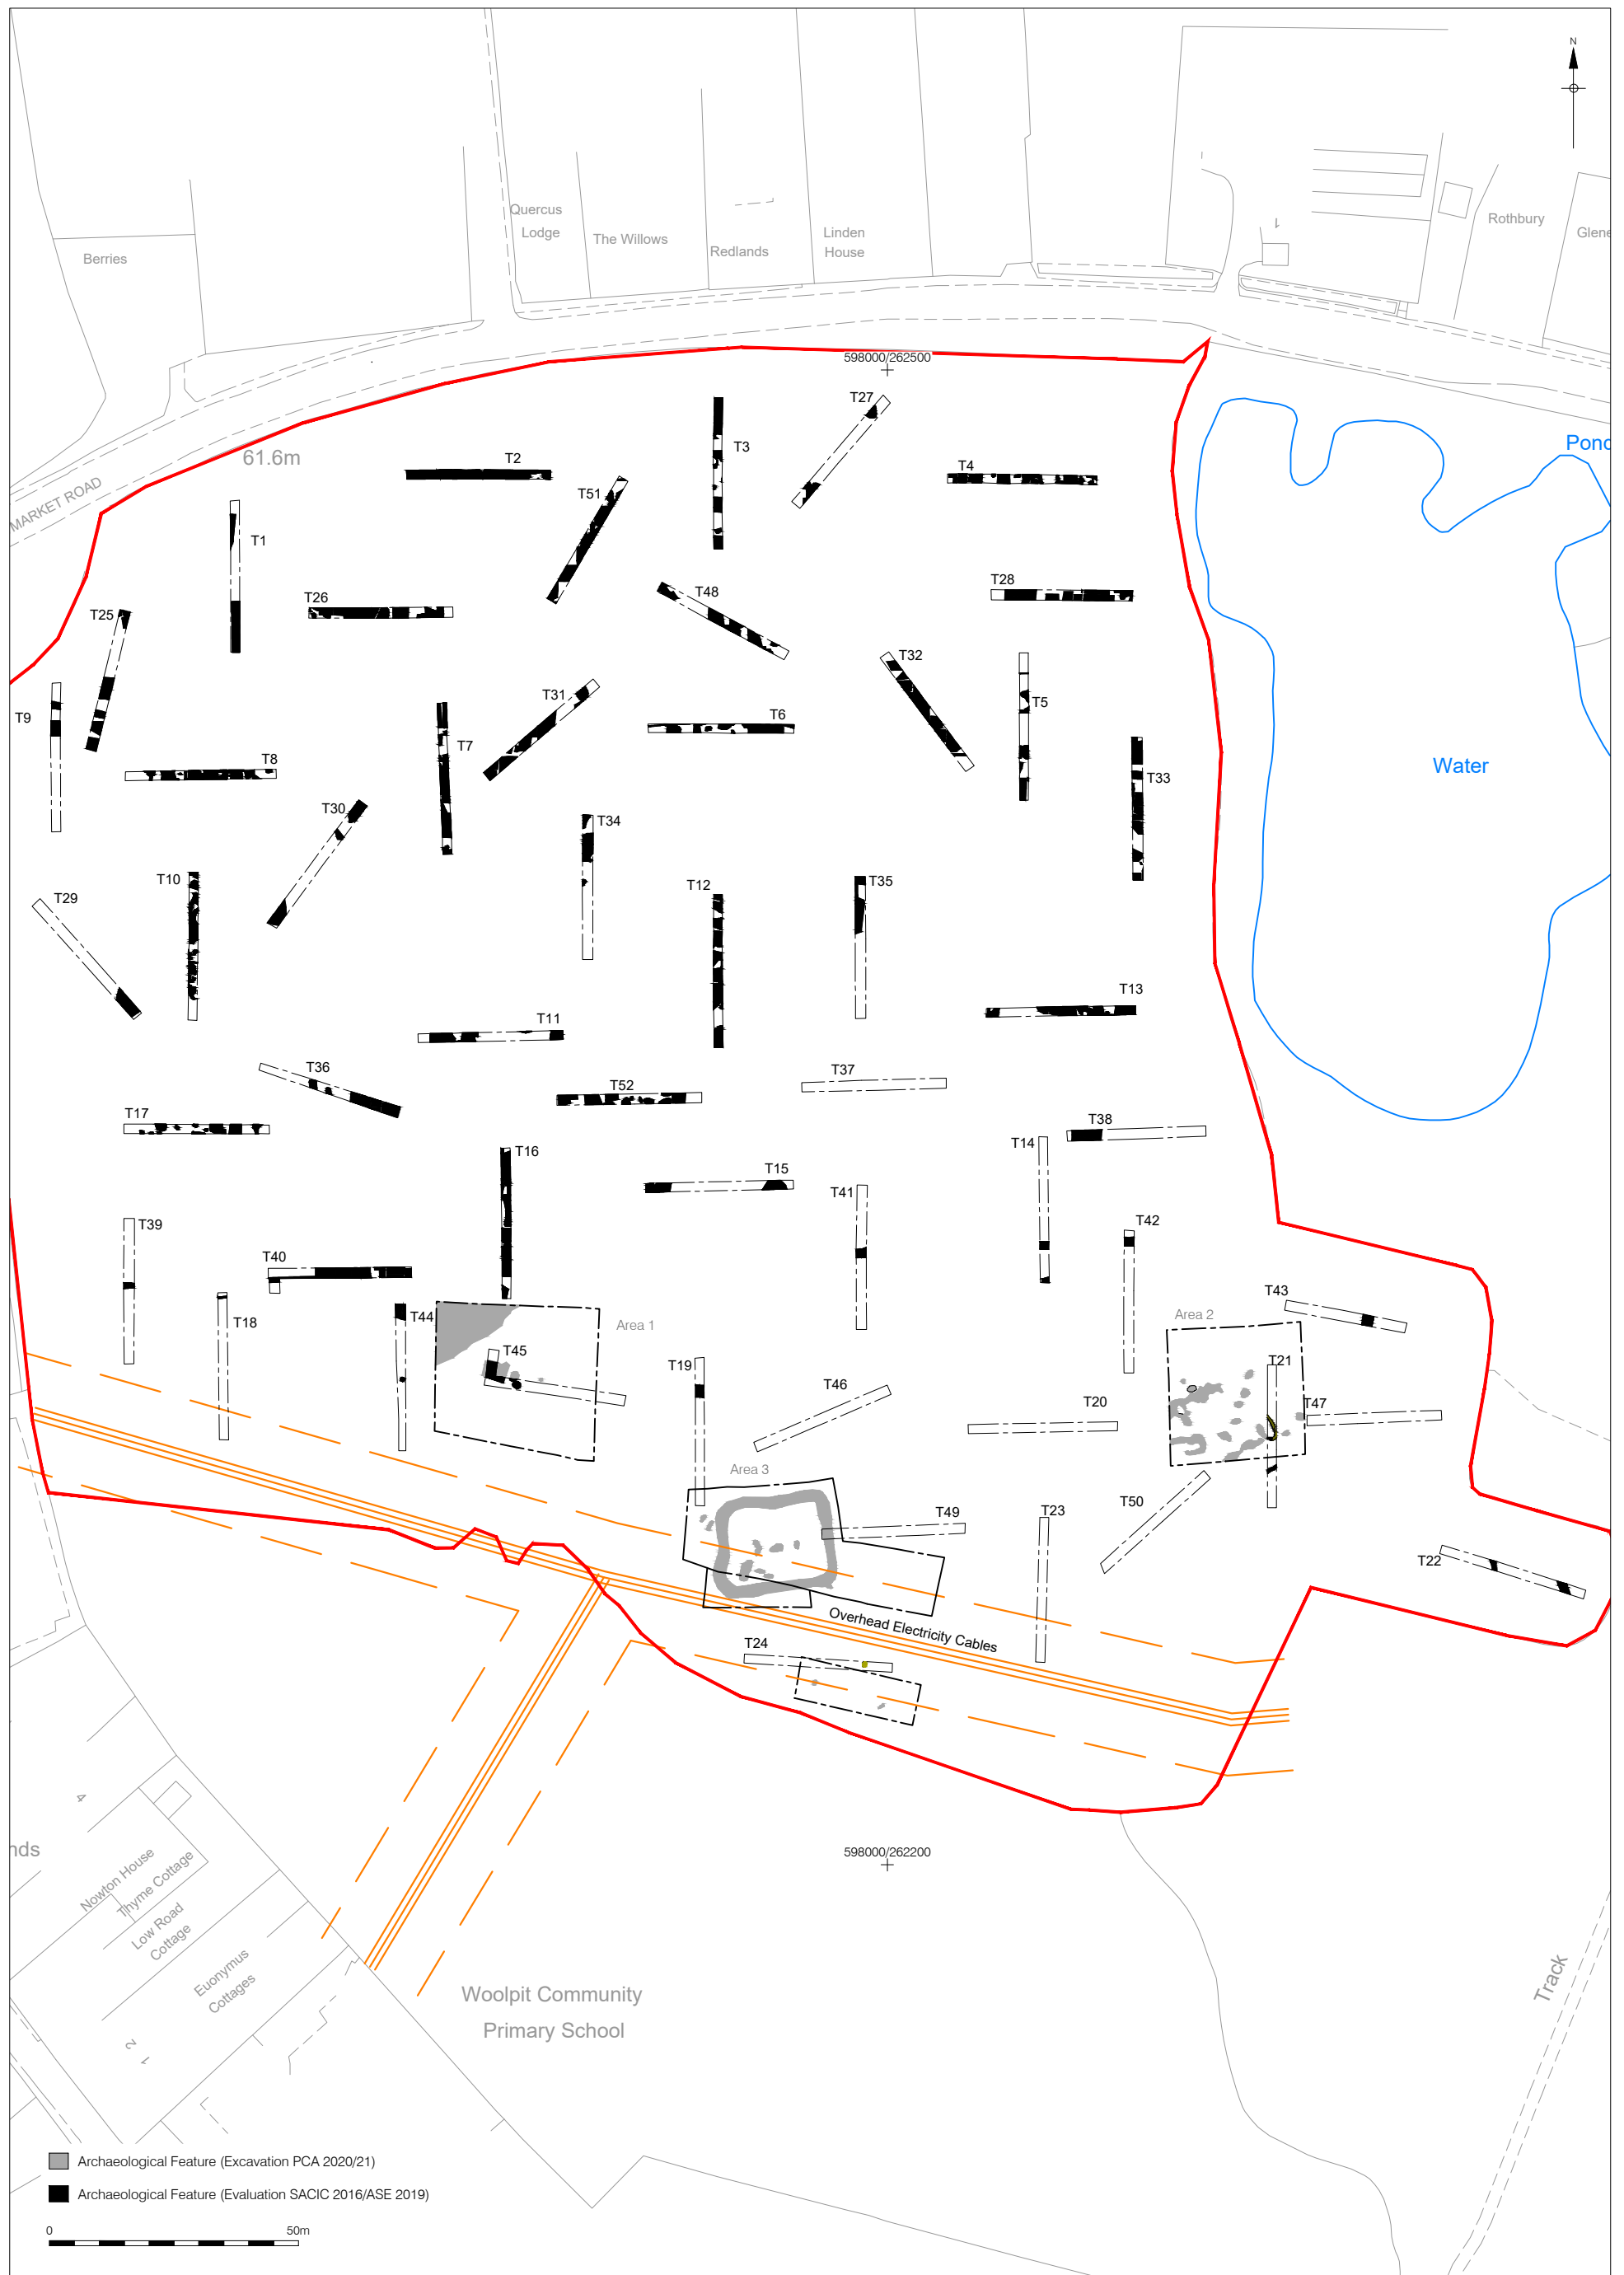 N
Quercus
Lodge
The Willows
Redlands
Linden
House
Berries
1
Rothbury
Glene
598000/262500
61.6m
MARKET ROAD
Pond
Water
T27
T3
T2
T4
T51
T1
T28
T48
T26
T25
T32
T31
T5
T9
T6
T7
T8
T33
T30
T34
T10
T12
T35
T29
T13
T11
T36
T37
T52
T17
T38
T14
T16
T15
T41
T39
T42
T40
T43
T18
T44
Area 1
Area 2
T45
T19
T21
T46
T20
T47
Area 3
T49
T23
T50
T22
Overhead Electricity Cables
T24
598000/262200
4
nds
Nowton House
Thyme Cottage
Low Road
Cottage
Euonymus
Cottages
2
1
Woolpit Community
Primary School
Track
Archaeological Feature (Excavation PCA 2020/21)
Archaeological Feature (Evaluation SACIC 2016/ASE 2019)
0
50m